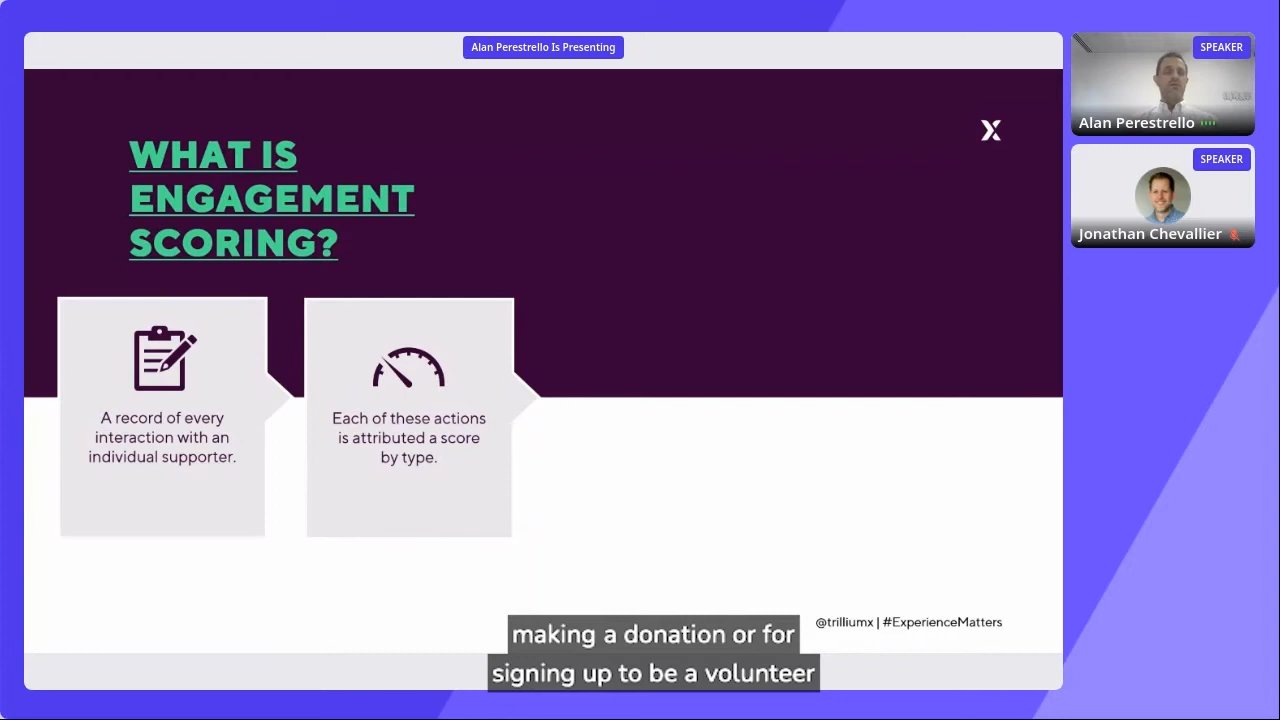 Alan Perestrello Is Presenting
WHAT IS
ENGAGEMENT
SCORING?
A record of every
interaction with an
individual supporter.
Each of these actions
is attributed a score
by type.
@trilliumx | #ExperienceMatters
making a donation or for
signing up to be a volunteer
SPEAKER
Alan Perestrello
SPEAKER
Jonathan Chevallier